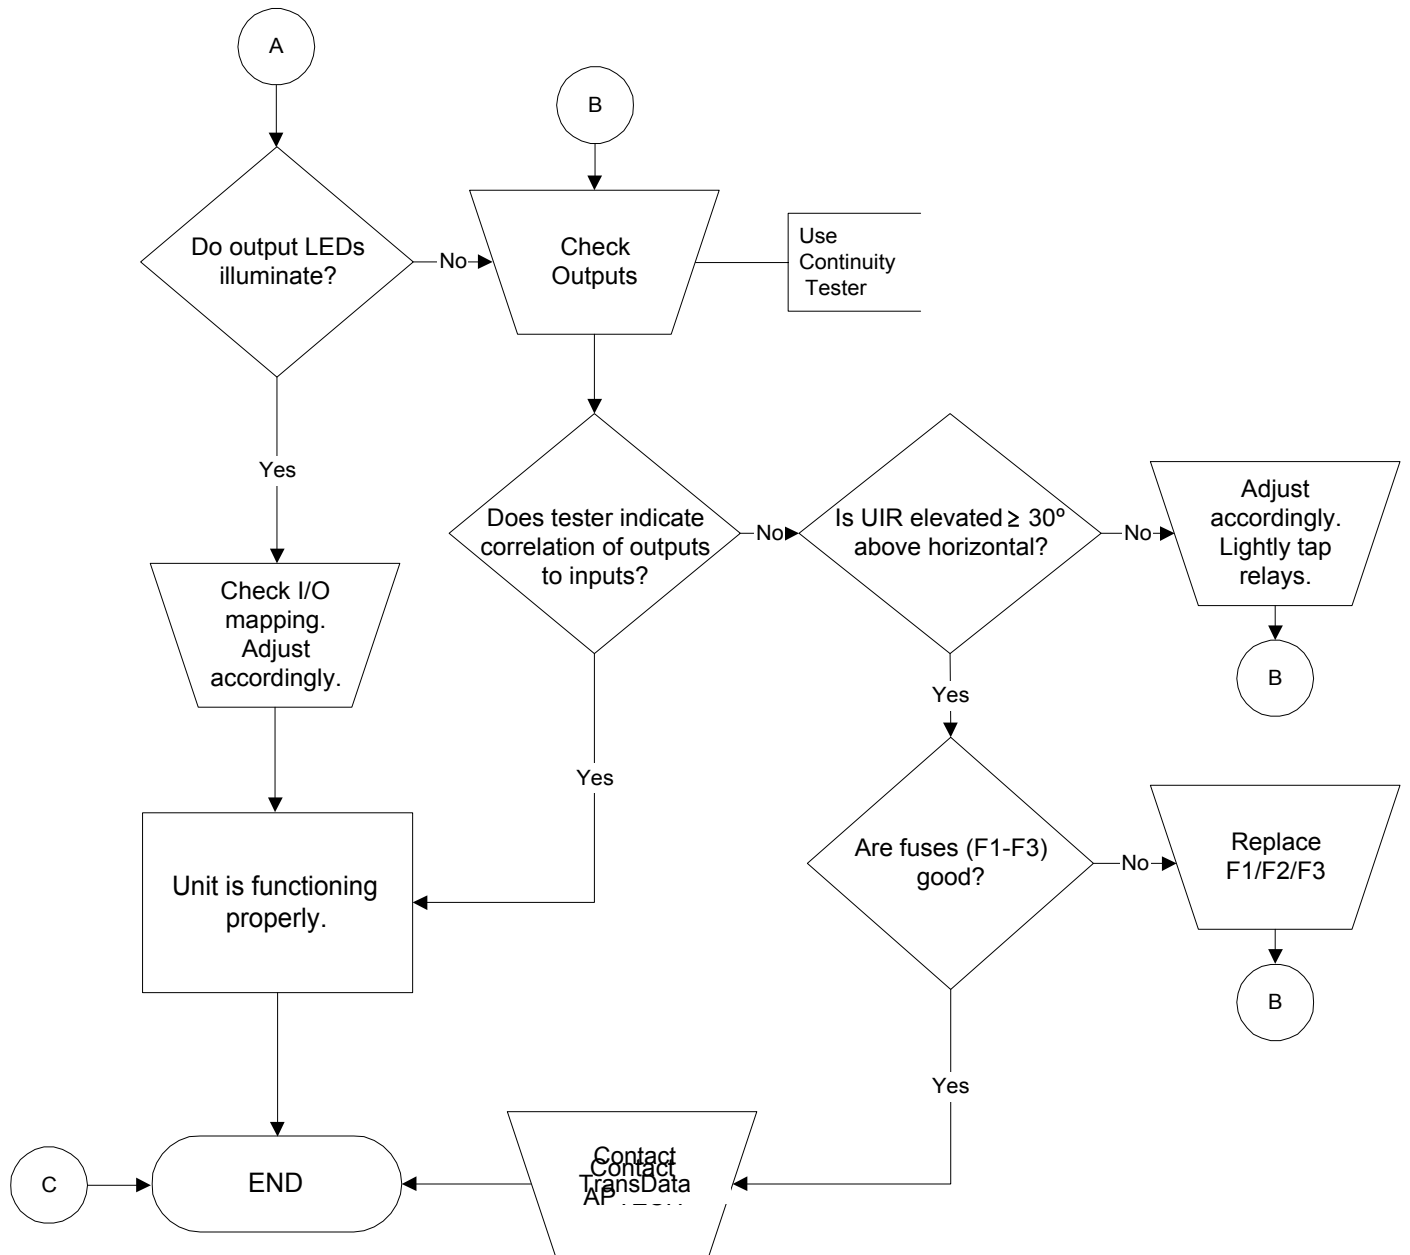 A
B
Do output LEDs
illuminate?
No
Check
Outputs
Use
Continuity
Tester
Yes
Does tester indicate
correlation of outputs
to inputs?
No
Is UIR elevated ≥ 30º
above horizontal?
No
Adjust
accordingly.
Lightly tap
relays.
Check I/O
mapping.
Adjust
accordingly.
B
Yes
Yes
Unit is functioning
properly.
Are fuses (F1-F3)
good?
No
Replace
F1/F2/F3
B
Yes
C
END
Contact
Contact
TransData